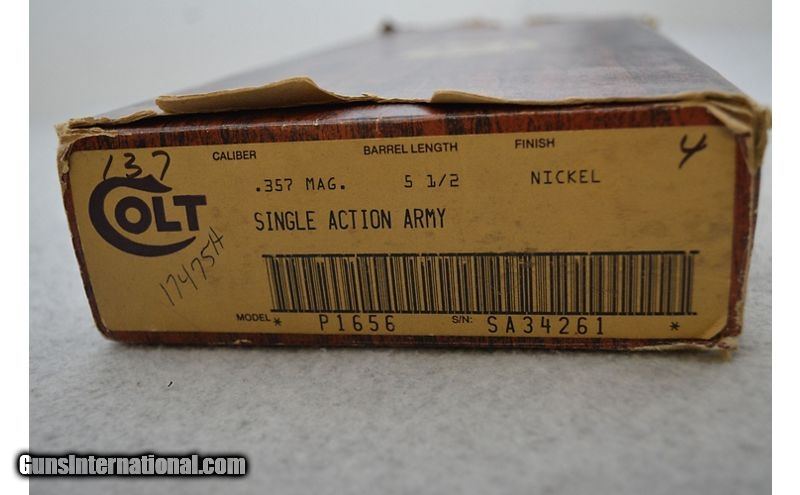 137
4
CALIBER BARREL LENGTH FINISH
.357 MAG. 5 1/2 NICKEL
COLT
SINGLE ACTION ARMY
17475A
MODEL * P1656 S/N: SA34261 *
GunsInternational.com